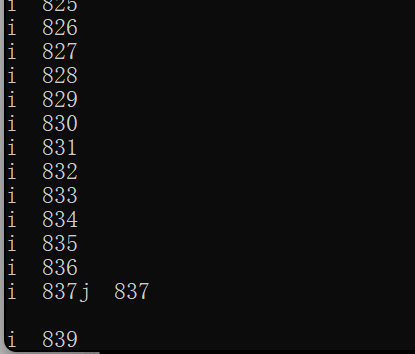 i  825
i  826
i  827
i  828
i  829
i  830
i  831
i  832
i  833
i  834
i  835
i  836
i  837j  837
i  839